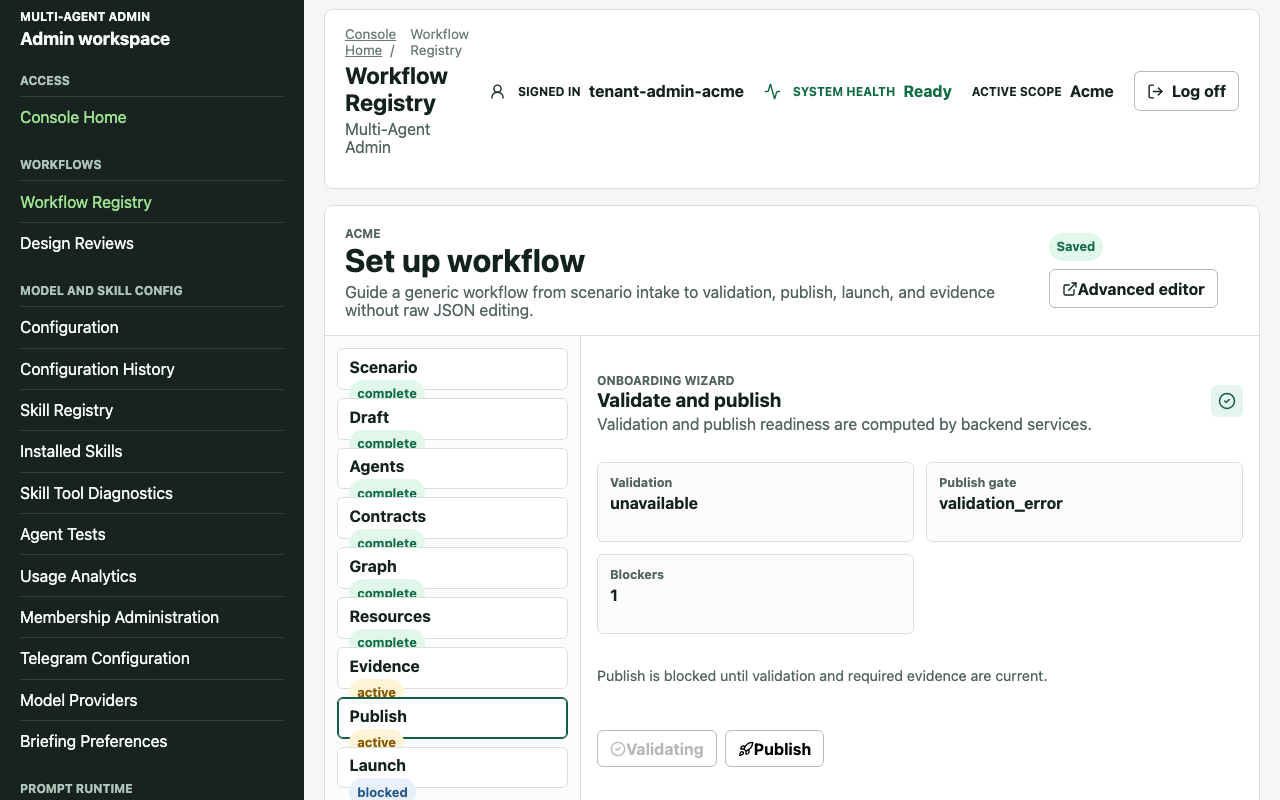 MULTI-AGENT ADMIN
Admin workspace
ACCESS
Console Home
WORKFLOWS
Workflow Registry
Design Reviews
MODEL AND SKILL CONFIG
Configuration
Configuration History
Skill Registry
Installed Skills
Skill Tool Diagnostics
Agent Tests
Usage Analytics
Membership Administration
Telegram Configuration
Model Providers
Briefing Preferences
PROMPT RUNTIME
Console Home / Workflow Registry
Workflow Registry
Multi-Agent Admin
SIGNED IN tenant-admin-acme
SYSTEM HEALTH Ready
ACTIVE SCOPE Acme
Log off
ACME
Set up workflow
Guide a generic workflow from scenario intake to validation, publish, launch, and evidence
without raw JSON editing.
Saved
Advanced editor
Scenario
complete
Draft
complete
Agents
complete
Contracts
complete
Graph
complete
Resources
complete
Evidence
active
Publish
active
Launch
blocked
ONBOARDING WIZARD
Validate and publish
Validation and publish readiness are computed by backend services.
Validation
unavailable
Publish gate
validation_error
Blockers
1
Publish is blocked until validation and required evidence are current.
Validating
Publish